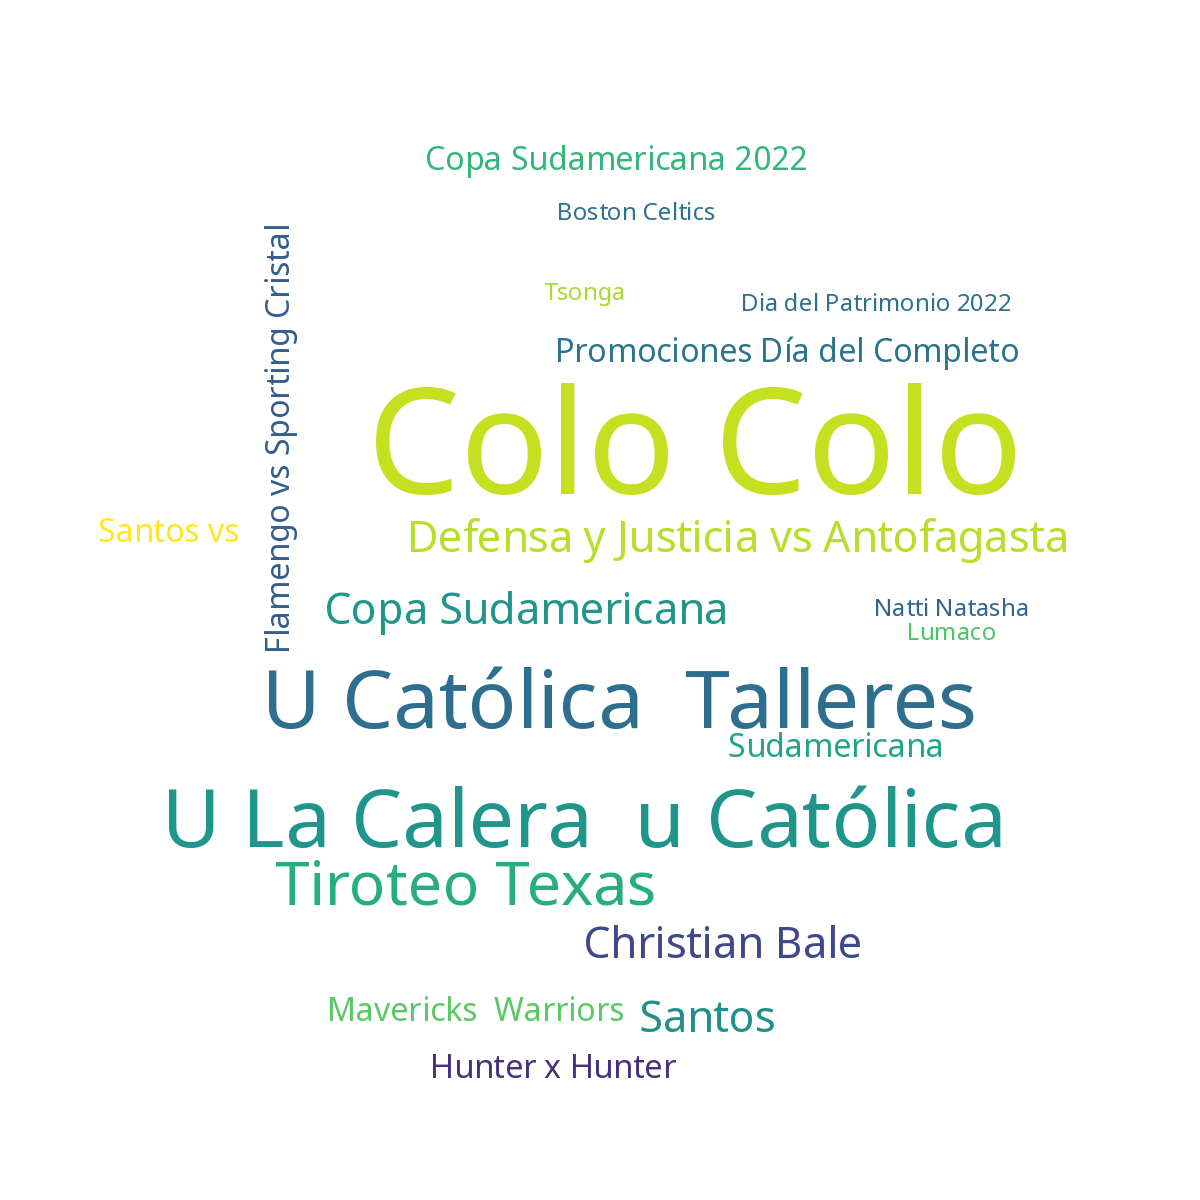 Copa Sudamericana 2022
Boston Celtics
Flamengo vs Sporting Cristal
Tsonga
Dia del Patrimonio 2022
Promociones Día del Completo
Colo Colo
Santos vs
Defensa y Justicia vs Antofagasta
Copa Sudamericana
Natti Natasha
Lumaco
U Católica  Talleres
Sudamericana
U La Calera  u Católica
Tiroteo Texas
Christian Bale
Mavericks  Warriors
Santos
Hunter x Hunter